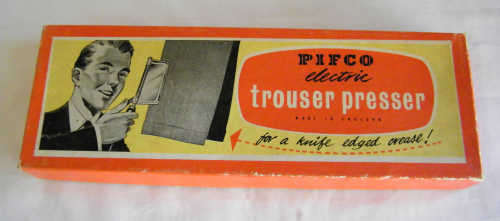 PIFCO
electric
trouser presser
MADE IN ENGLAND
for a knife edged crease!